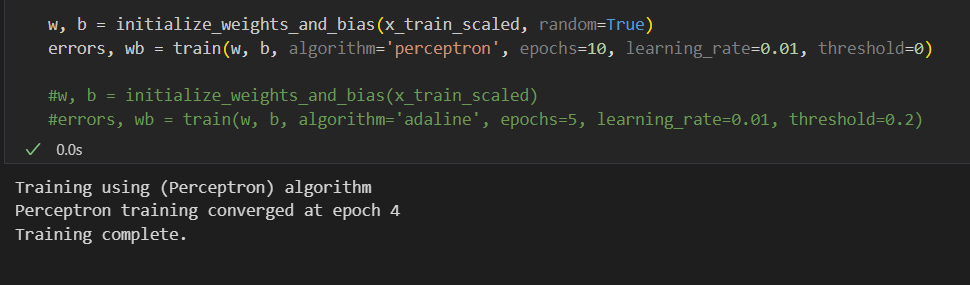 w, b = initialize_weights_and_bias(x_train_scaled, random=True)
errors, wb = train(w, b, algorithm='perceptron', epochs=10, learning_rate=0.01, threshold=0)
#w, b = initialize_weights_and_bias(x_train_scaled)
#errors, wb = train(w, b, algorithm='adaline', epochs=5, learning_rate=0.01, threshold=0.2)
✓ 0.0s
Training using (Perceptron) algorithm
Perceptron training converged at epoch 4
Training complete.